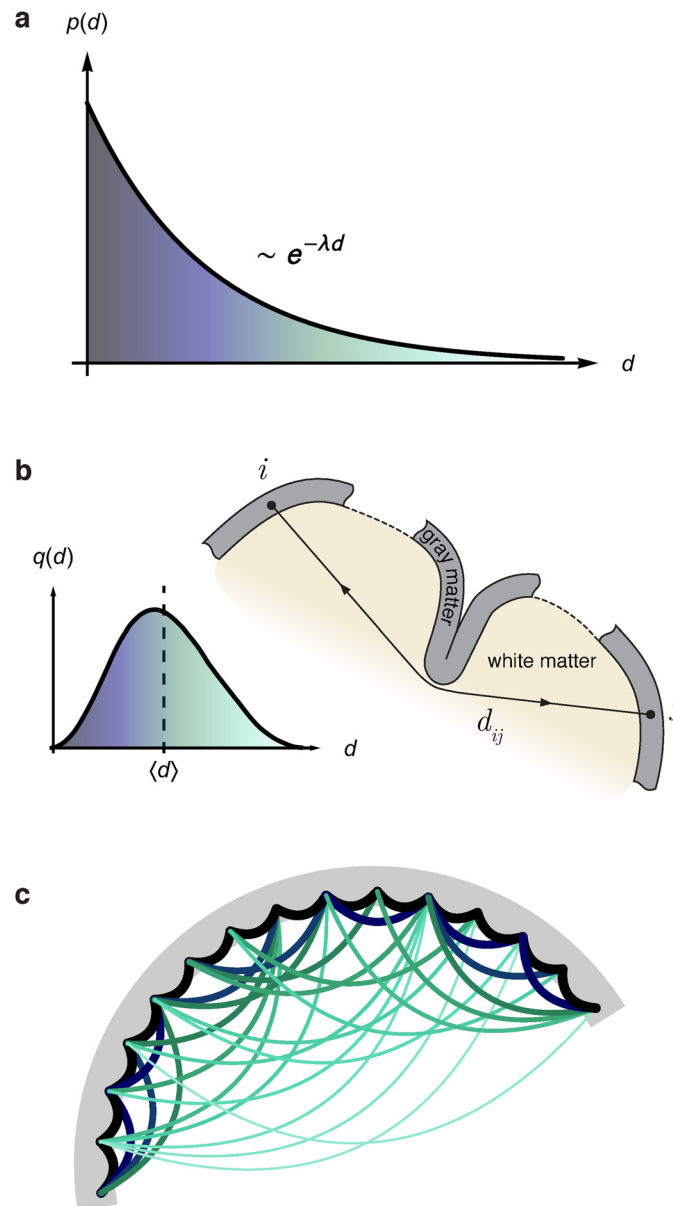 a
p(d)
~ e^{-λd}
d
b
i
q(d)
gray matter
white matter
d_{ij}
d
⟨d⟩
c